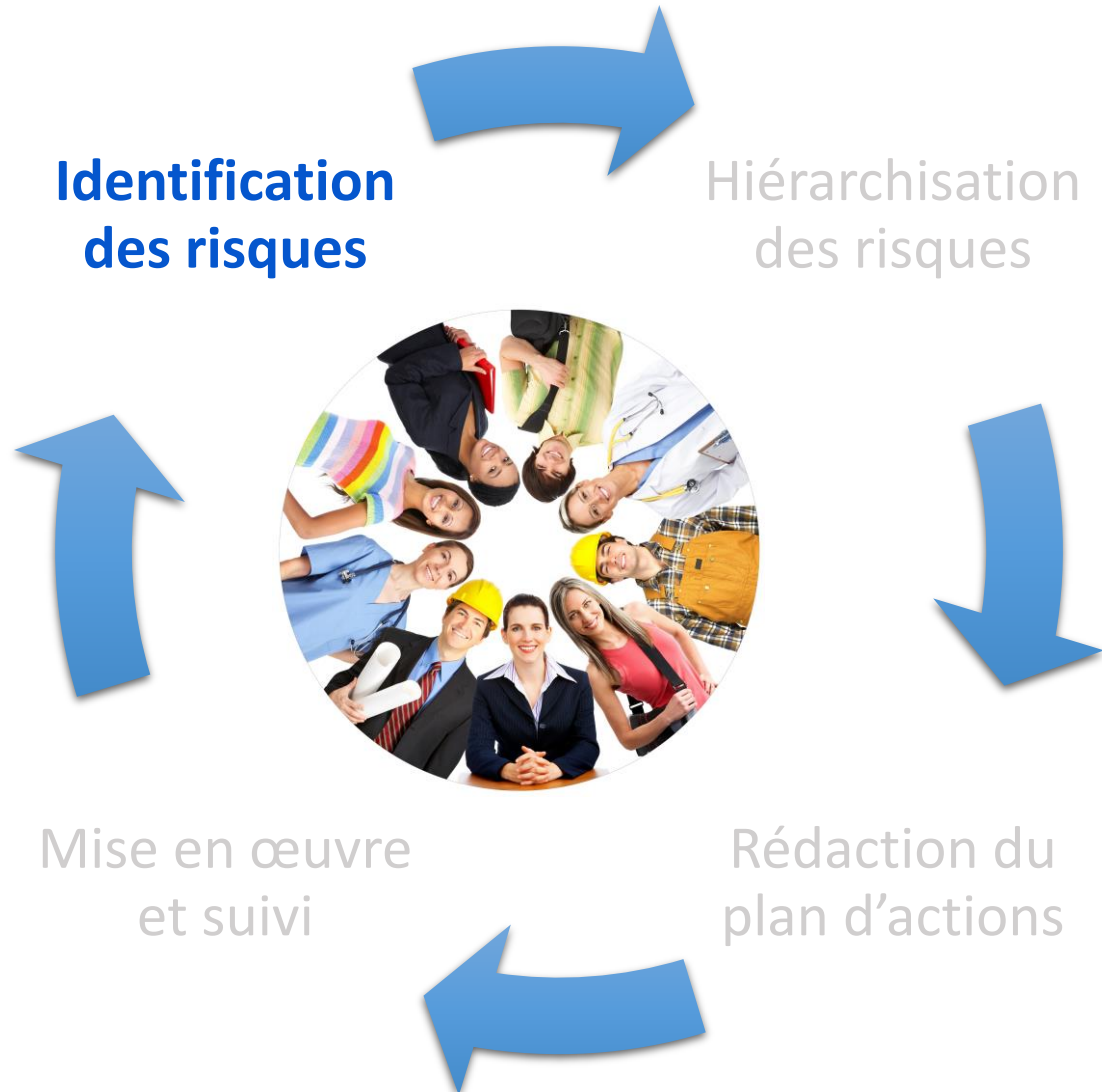 Identification
des risques
Hiérarchisation
des risques
Rédaction du
plan d’actions
Mise en œuvre
et suivi